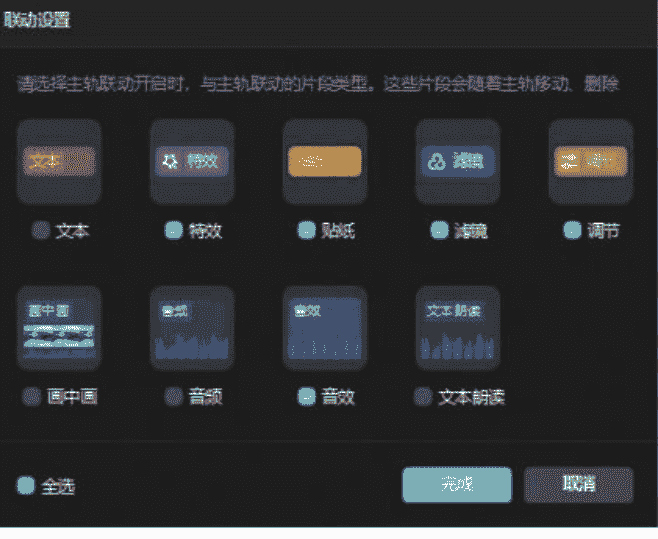 联动设置
请选择主轨联动开启时，与主轨联动的片段类型。这些片段会随着主轨移动、删除
文本 特效 滤镜
文本 特效 贴纸 滤镜 调节
画中画 音频 音效 文本朗读
画中画 音频 音效 文本朗读
全选 完成 取消